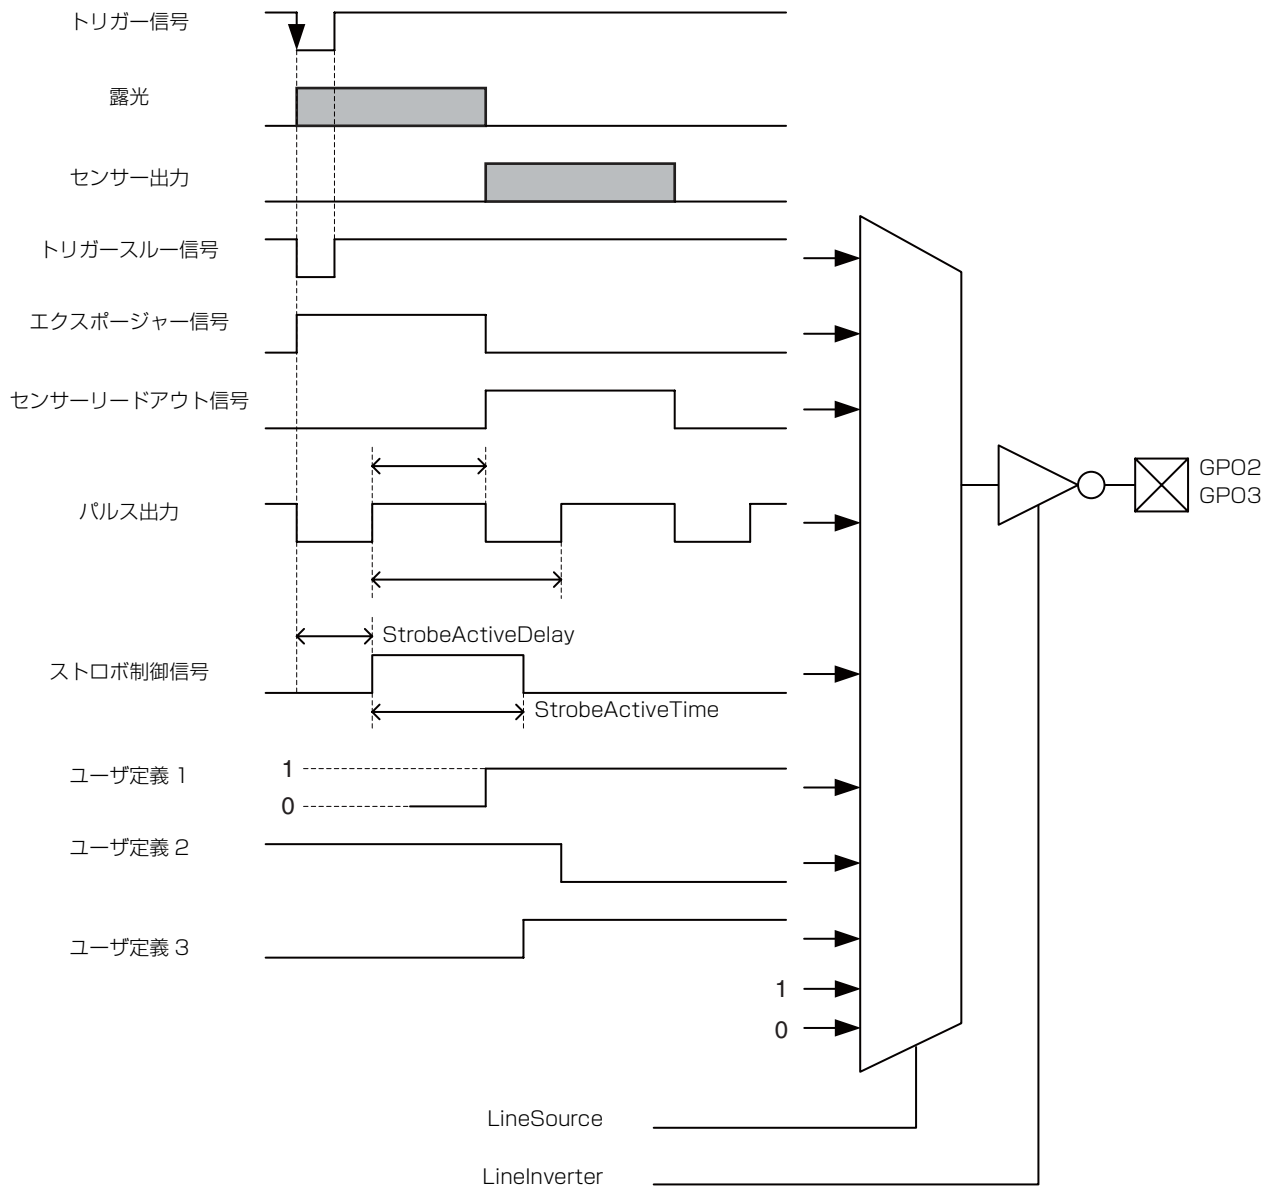 トリガー信号
露光
センサー出力
トリガースルー信号
エクスポージャー信号
センサーリードアウト信号
GPO2
GPO3
パルス出力
StrobeActiveDelay
ストロボ制御信号
StrobeActiveTime
ユーザ定義 1
1
0
ユーザ定義 2
ユーザ定義 3
1
0
LineSource
LineInverter